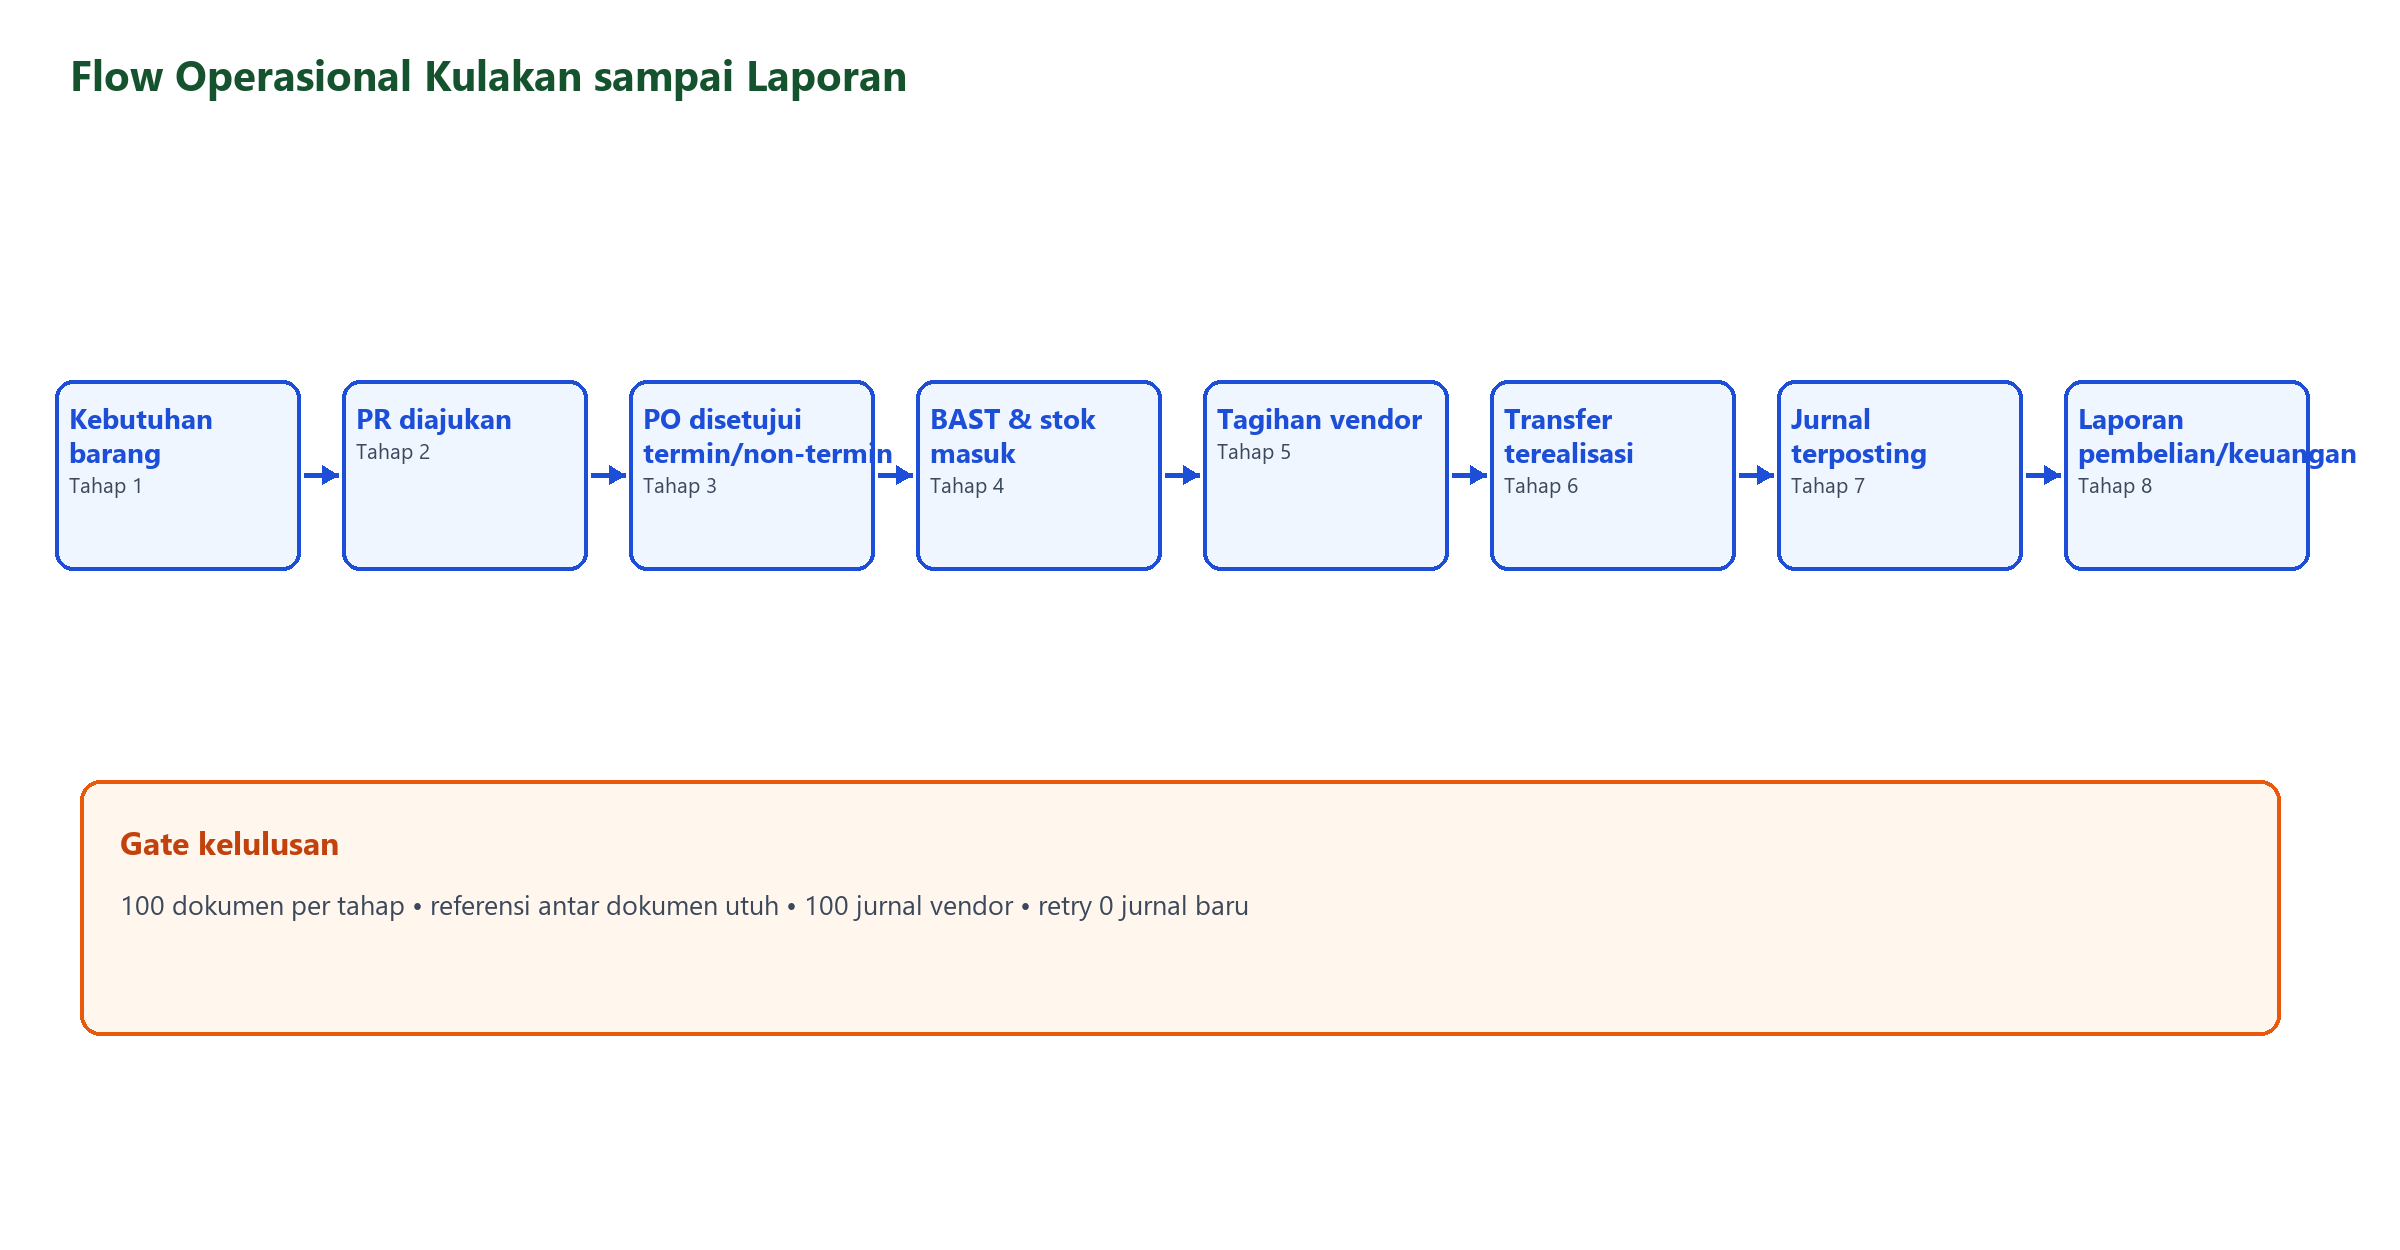 Flow Operasional Kulakan sampai Laporan
Kebutuhan
barang
Tahap 1
PR diajukan
Tahap 2
PO disetujui
termin/non-termin
Tahap 3
BAST & stok
masuk
Tahap 4
Tagihan vendor
Tahap 5
Transfer
terealisasi
Tahap 6
Jurnal
terposting
Tahap 7
Laporan
pembelian/keuangan
Tahap 8
Gate kelulusan
100 dokumen per tahap • referensi antar dokumen utuh • 100 jurnal vendor • retry 0 jurnal baru